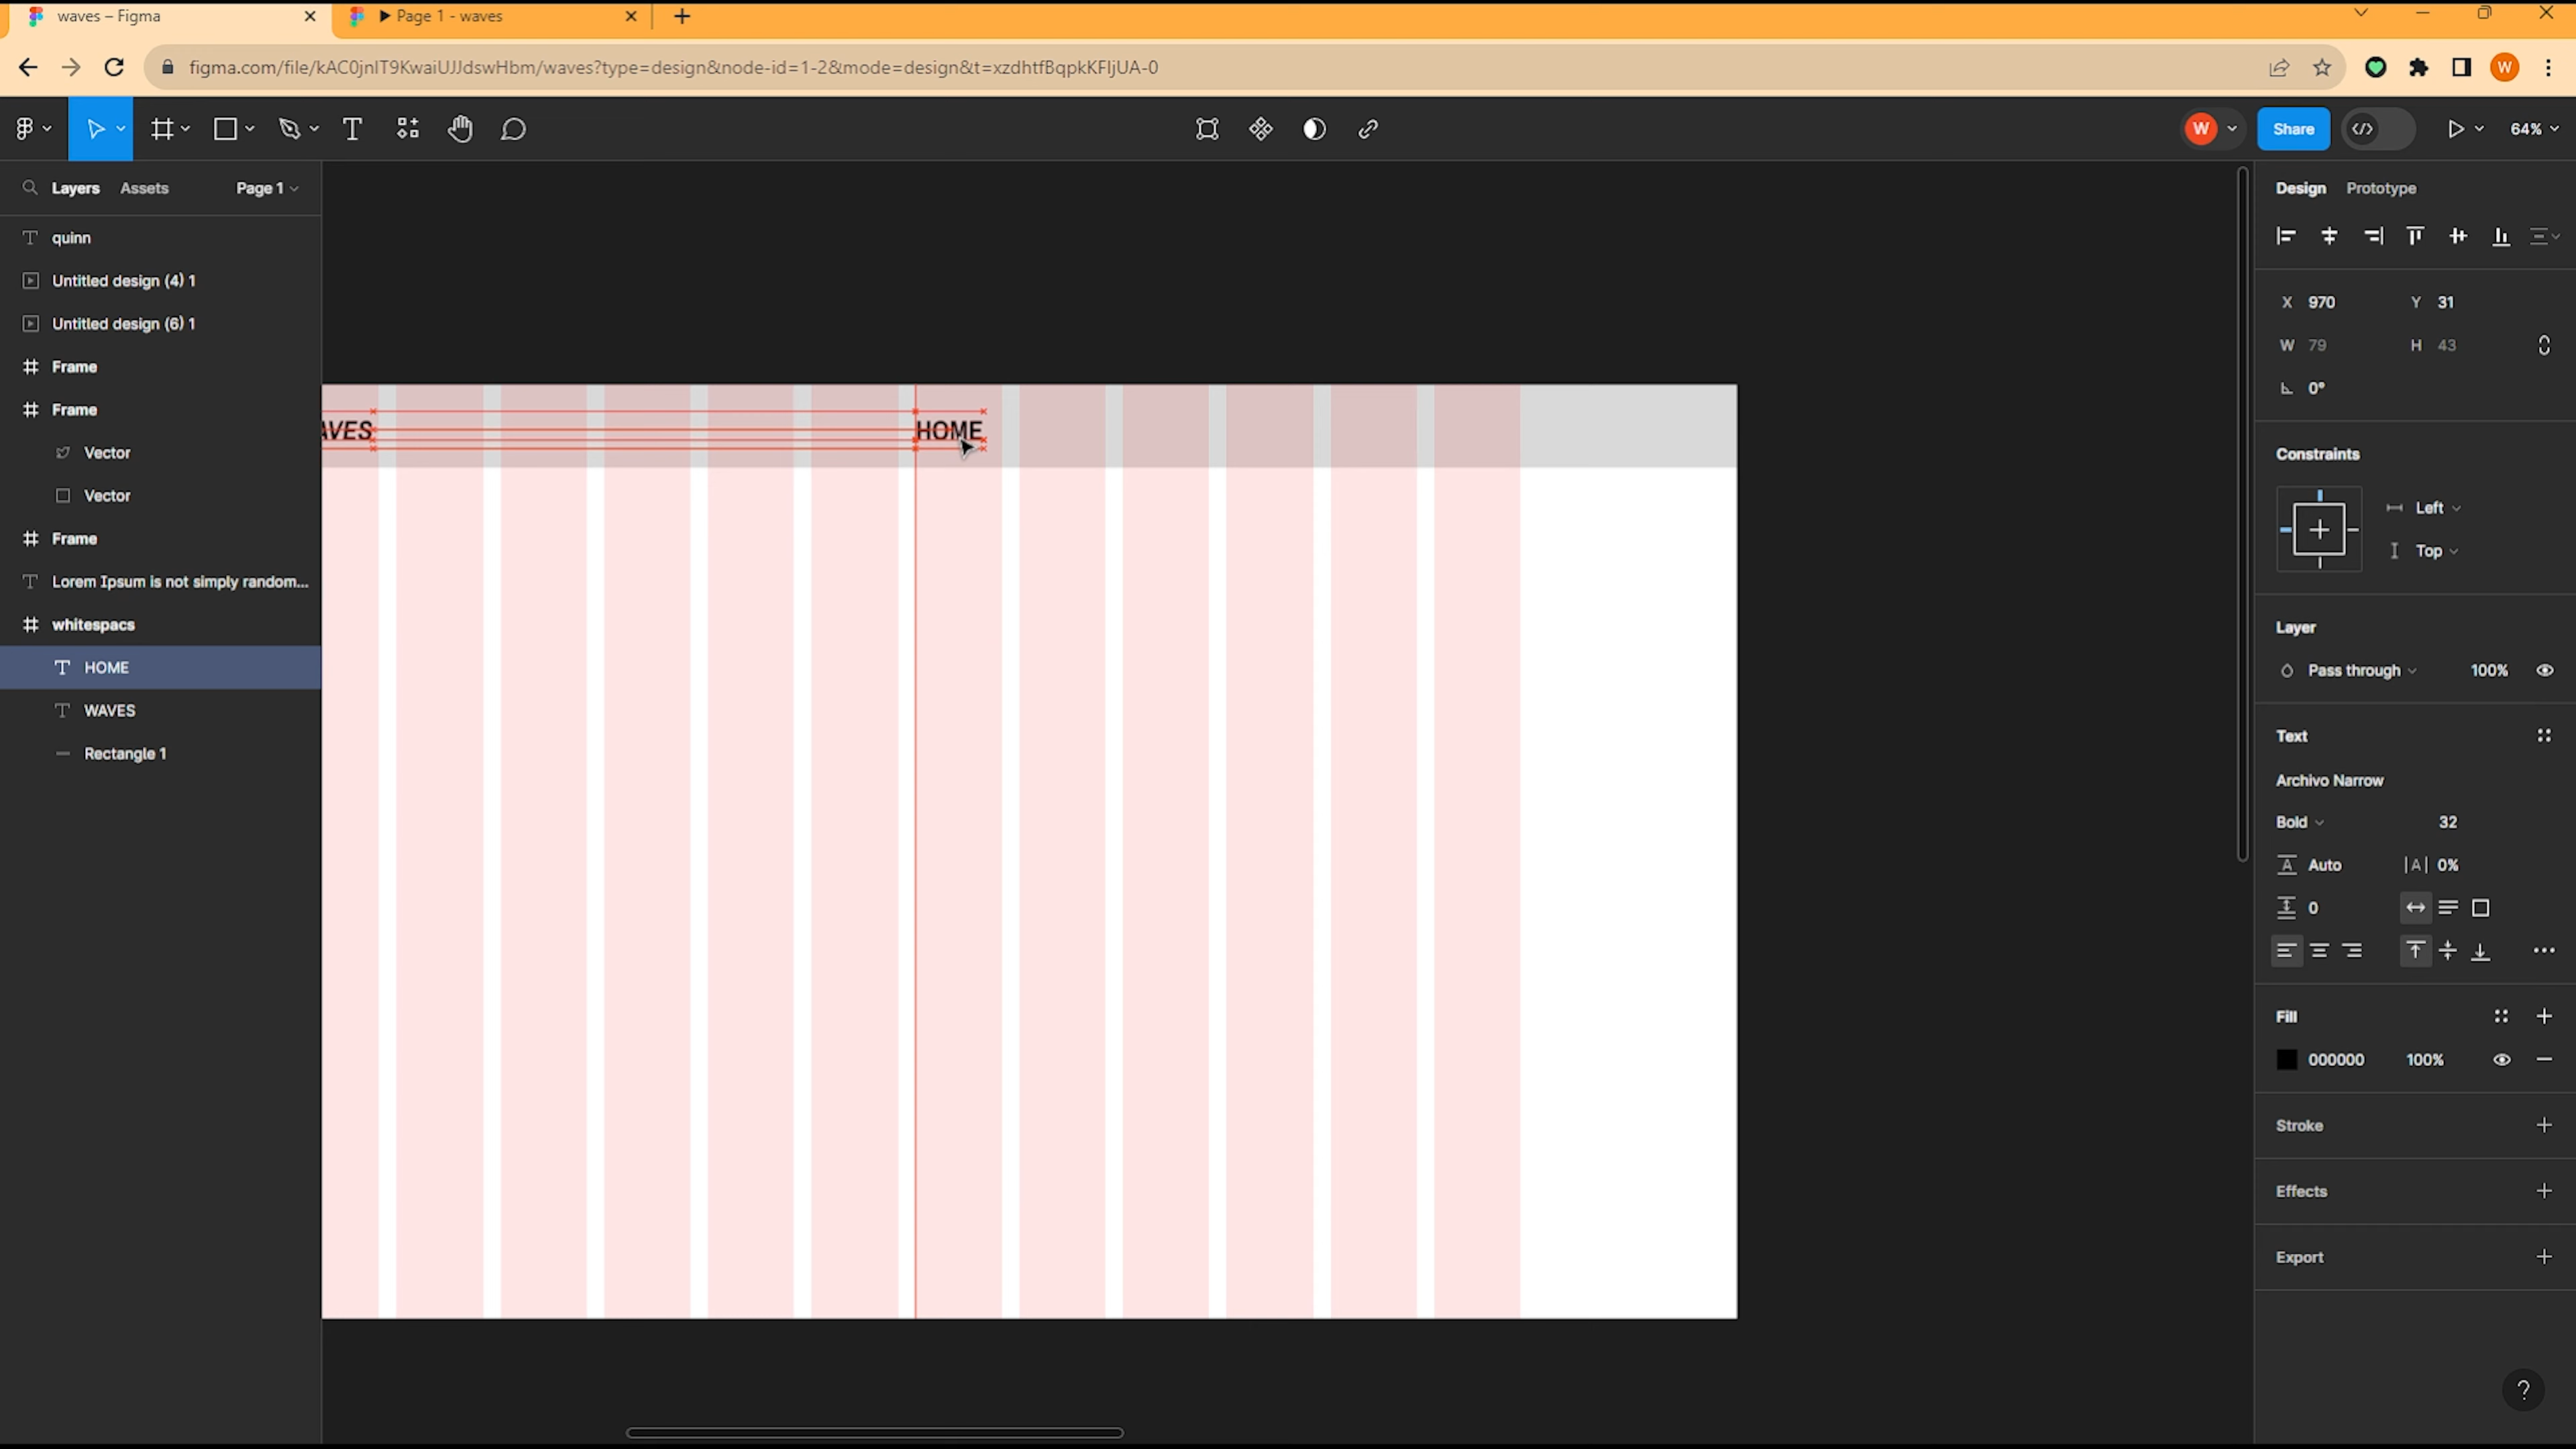 waves – Figma
Page 1 - waves
figma.com/file/kAC0jnIT9KwaiUJJdswHbm/waves?type=design&node-id=1-2&mode=design&t=xzdhtfBqpkKFIjUA-0
W
W
Share
64%
Layers
Assets
Page 1
Design
Prototype
quinn
Untitled design (4) 1
Untitled design (6) 1
Frame
Frame
Vector
Vector
Frame
Lorem Ipsum is not simply random...
whitespacs
HOME
WAVES
Rectangle 1
AVES
HOME
X 970 Y 31
W 79 H 43
0°
Constraints
Left
Top
Layer
Pass through 100%
Text
Archivo Narrow
Bold 32
A Auto |A| 0%
0
Fill
000000 100%
Stroke
Effects
Export
?